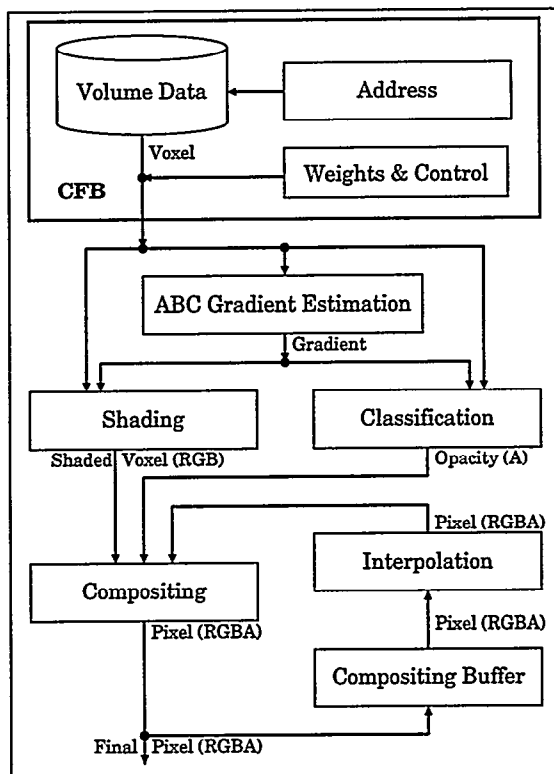 Volume Data
Address
Voxel
Weights & Control
CFB
ABC Gradient Estimation
Gradient
Shading
Classification
Shaded Voxel (RGB)
Opacity (A)
Pixel (RGBA)
Compositing
Interpolation
Pixel (RGBA)
Pixel (RGBA)
Compositing Buffer
Final Pixel (RGBA)